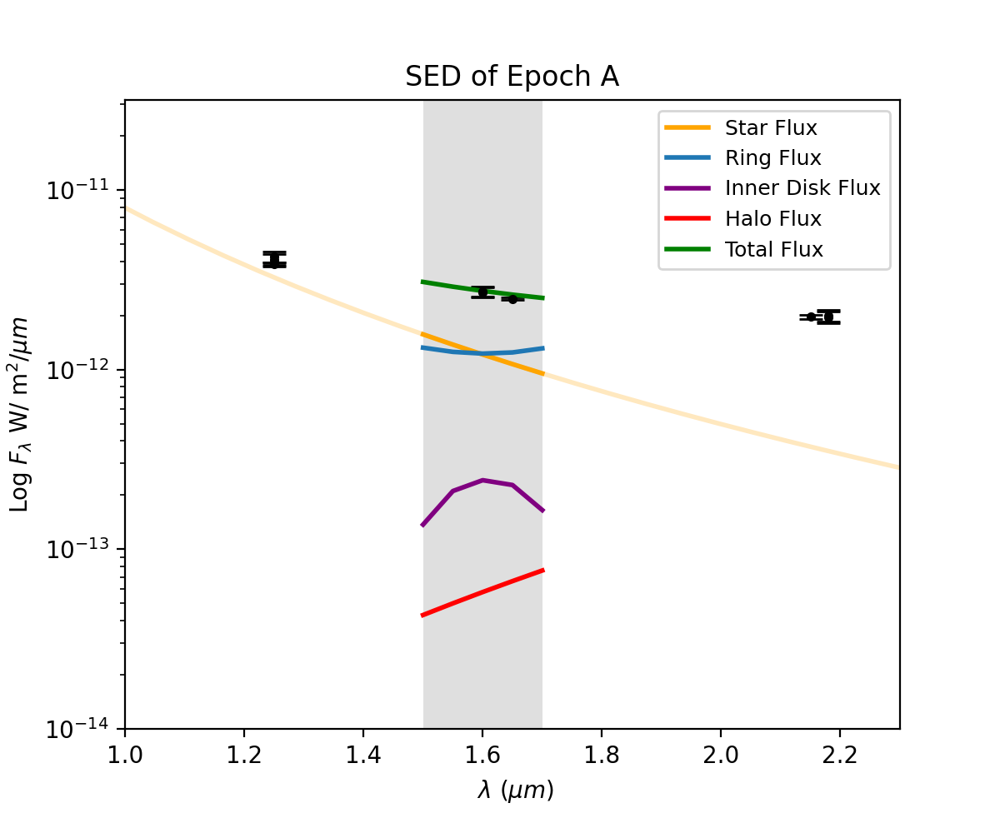 SED of Epoch A
Star Flux
Ring Flux
Inner Disk Flux
Halo Flux
Total Flux
Log F_λ W/ m²/μm
10⁻¹¹
10⁻¹²
10⁻¹³
10⁻¹⁴
1.0 1.2 1.4 1.6 1.8 2.0 2.2
λ (μm)